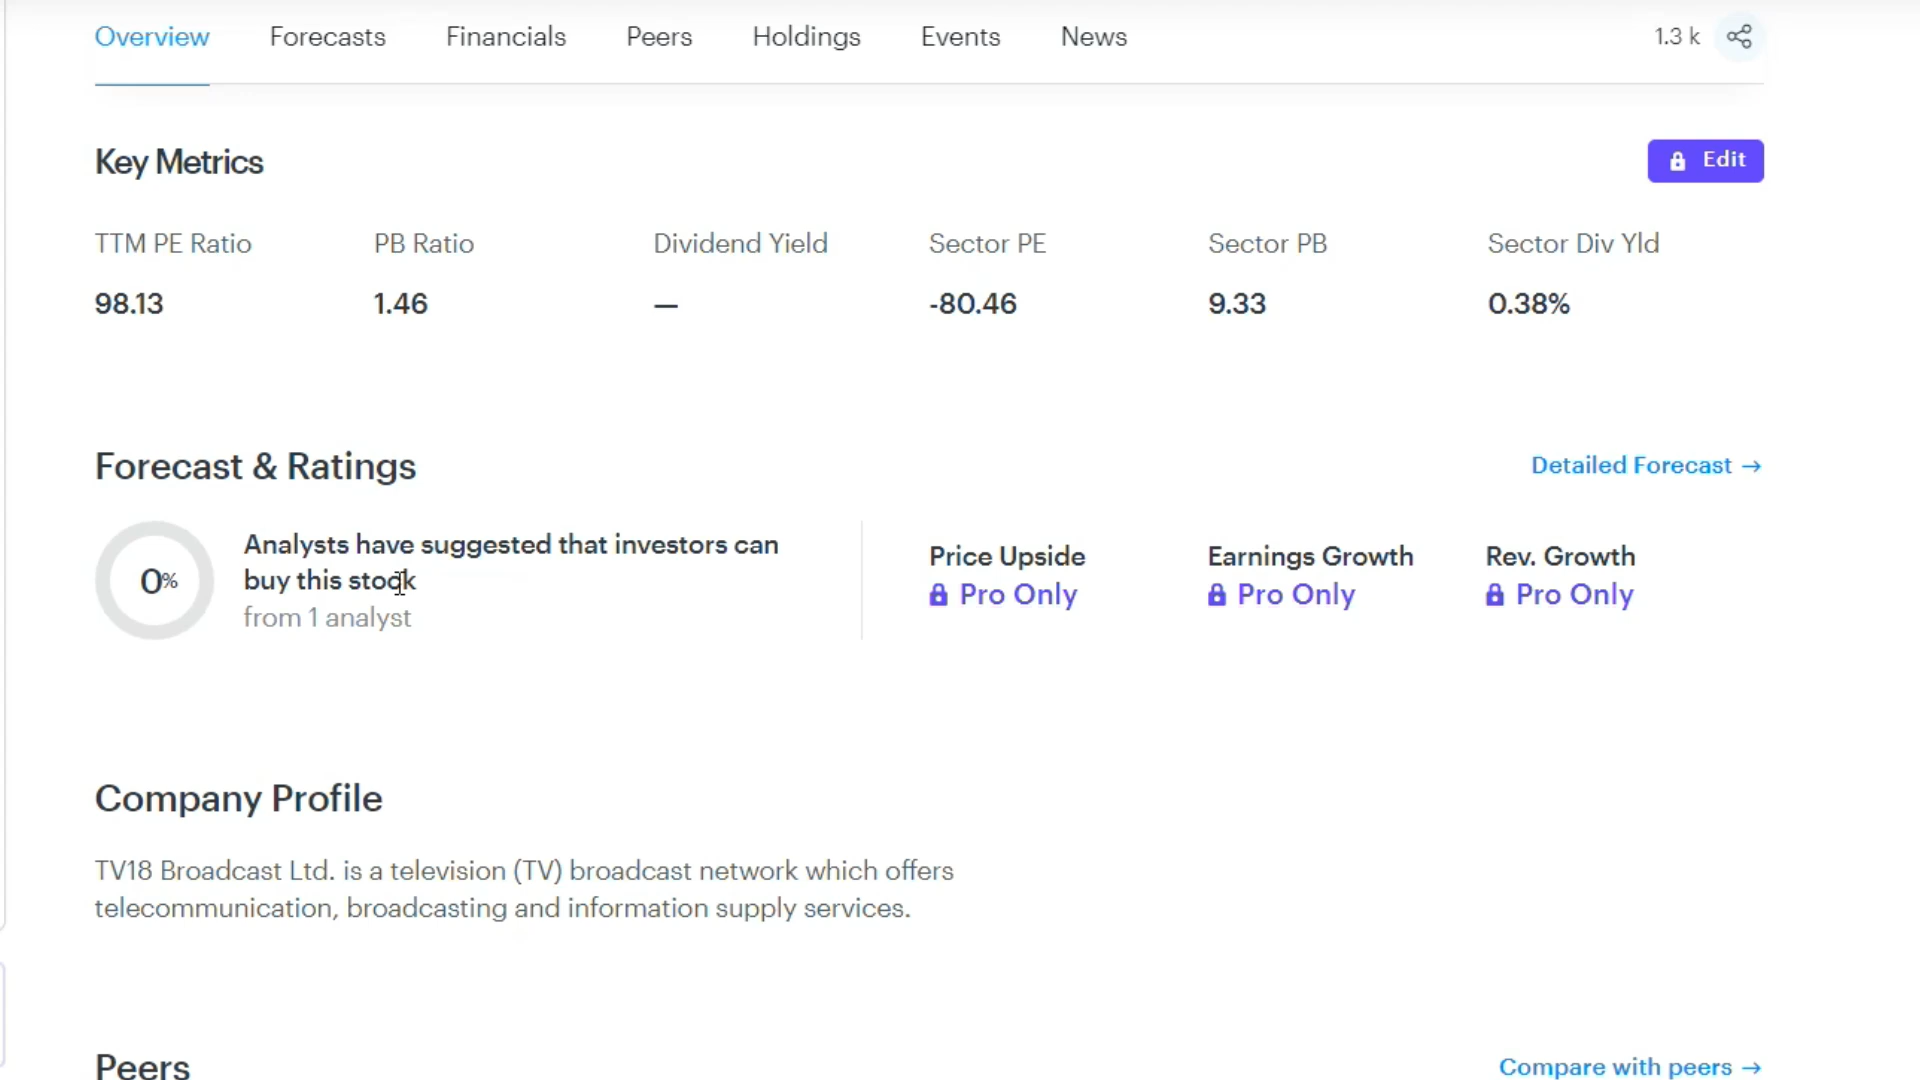 Overview Forecasts Financials Peers Holdings Events News 1.3 k
Key Metrics Edit
TTM PE Ratio PB Ratio Dividend Yield Sector PE Sector PB Sector Div Yld
98.13 1.46 — -80.46 9.33 0.38%
Forecast & Ratings Detailed Forecast →
0%
Analysts have suggested that investors can
buy this stock
from 1 analyst
Price Upside Earnings Growth Rev. Growth
Pro Only Pro Only Pro Only
Company Profile
TV18 Broadcast Ltd. is a television (TV) broadcast network which offers
telecommunication, broadcasting and information supply services.
Peers Compare with peers →